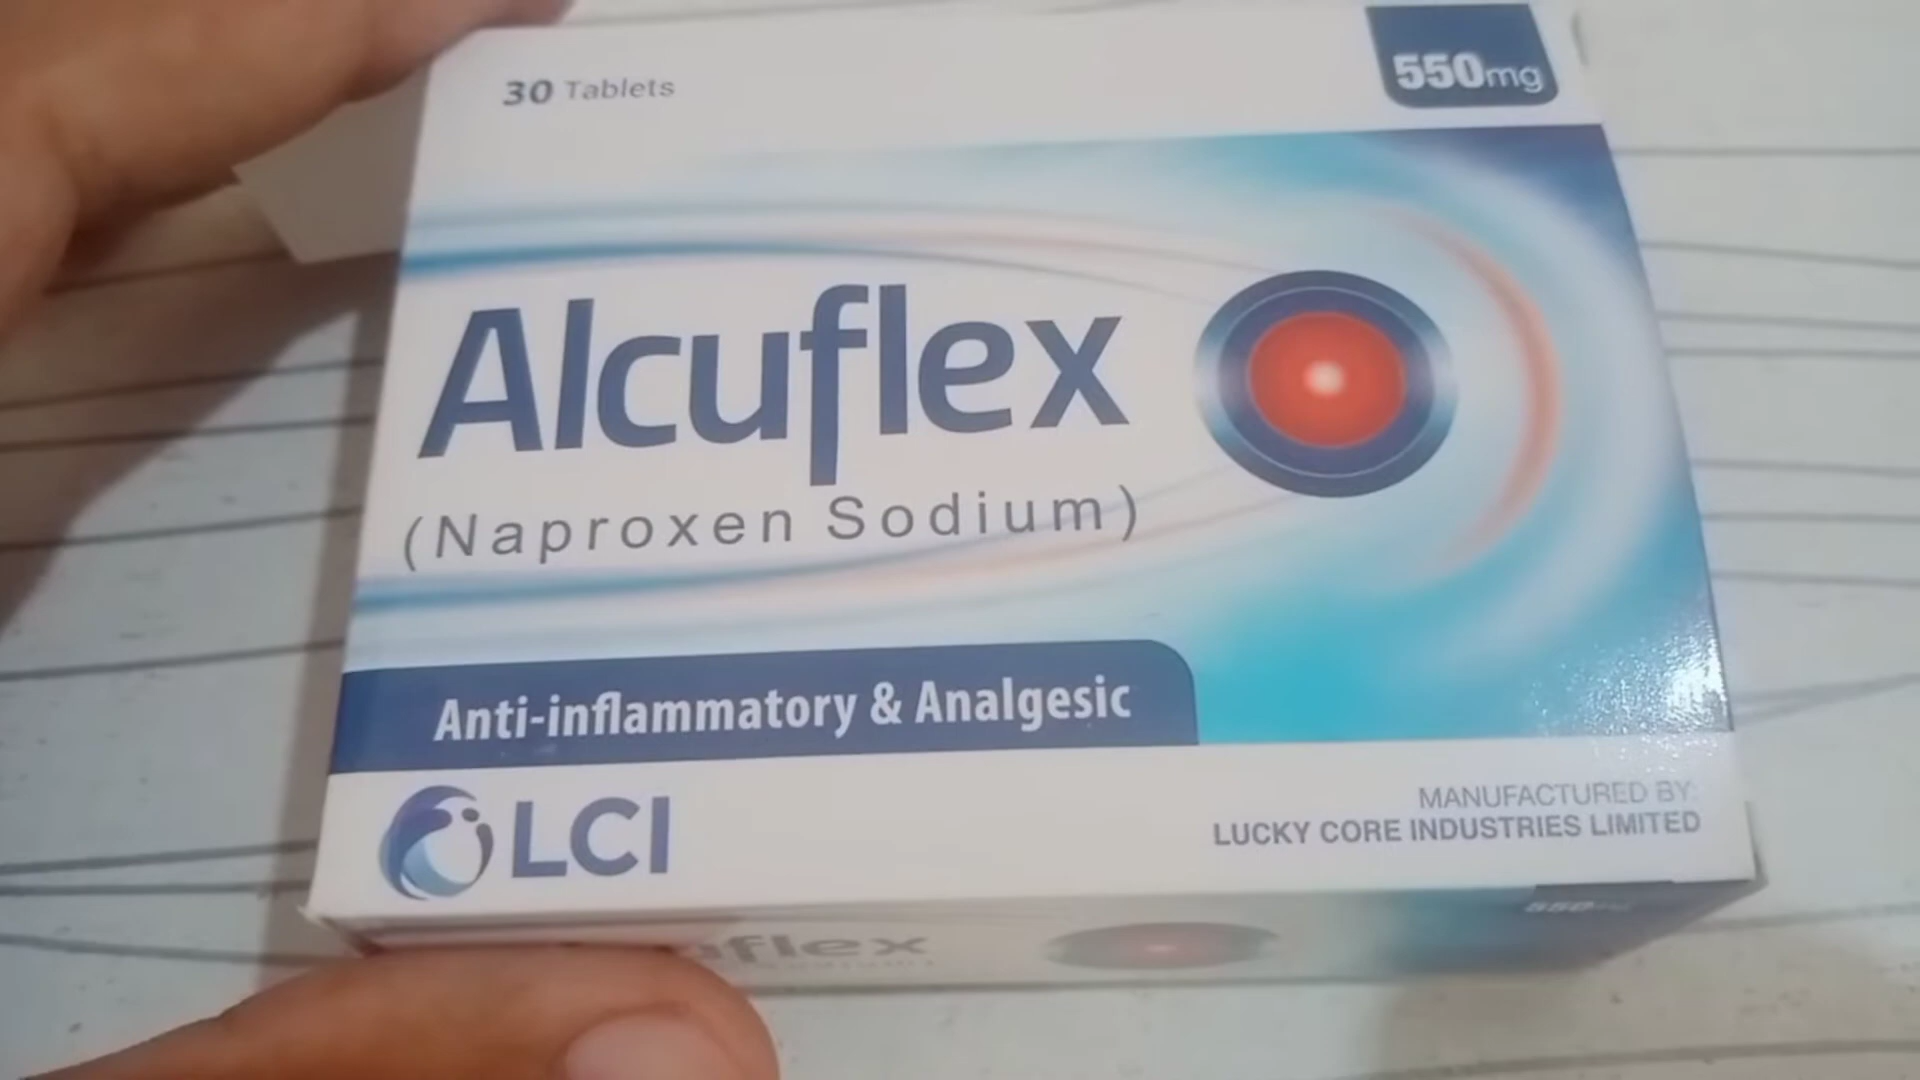 30 Tablets
550mg
Alcuflex
(Naproxen Sodium)
Anti-inflammatory & Analgesic
LCI
MANUFACTURED BY:
LUCKY CORE INDUSTRIES LIMITED